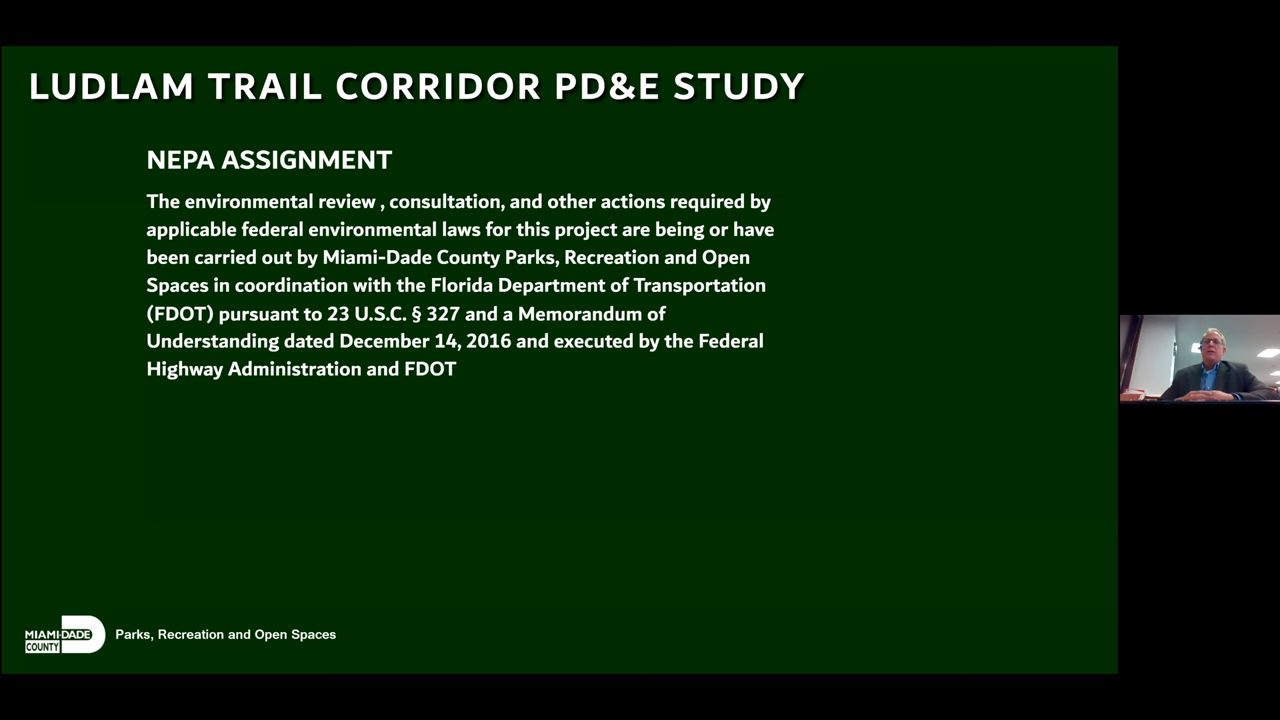 LUDLAM TRAIL CORRIDOR PD&E STUDY
NEPA ASSIGNMENT
The environmental review , consultation, and other actions required by
applicable federal environmental laws for this project are being or have
been carried out by Miami-Dade County Parks, Recreation and Open
Spaces in coordination with the Florida Department of Transportation
(FDOT) pursuant to 23 U.S.C. § 327 and a Memorandum of
Understanding dated December 14, 2016 and executed by the Federal
Highway Administration and FDOT
MIAMI-DADE
COUNTY
Parks, Recreation and Open Spaces